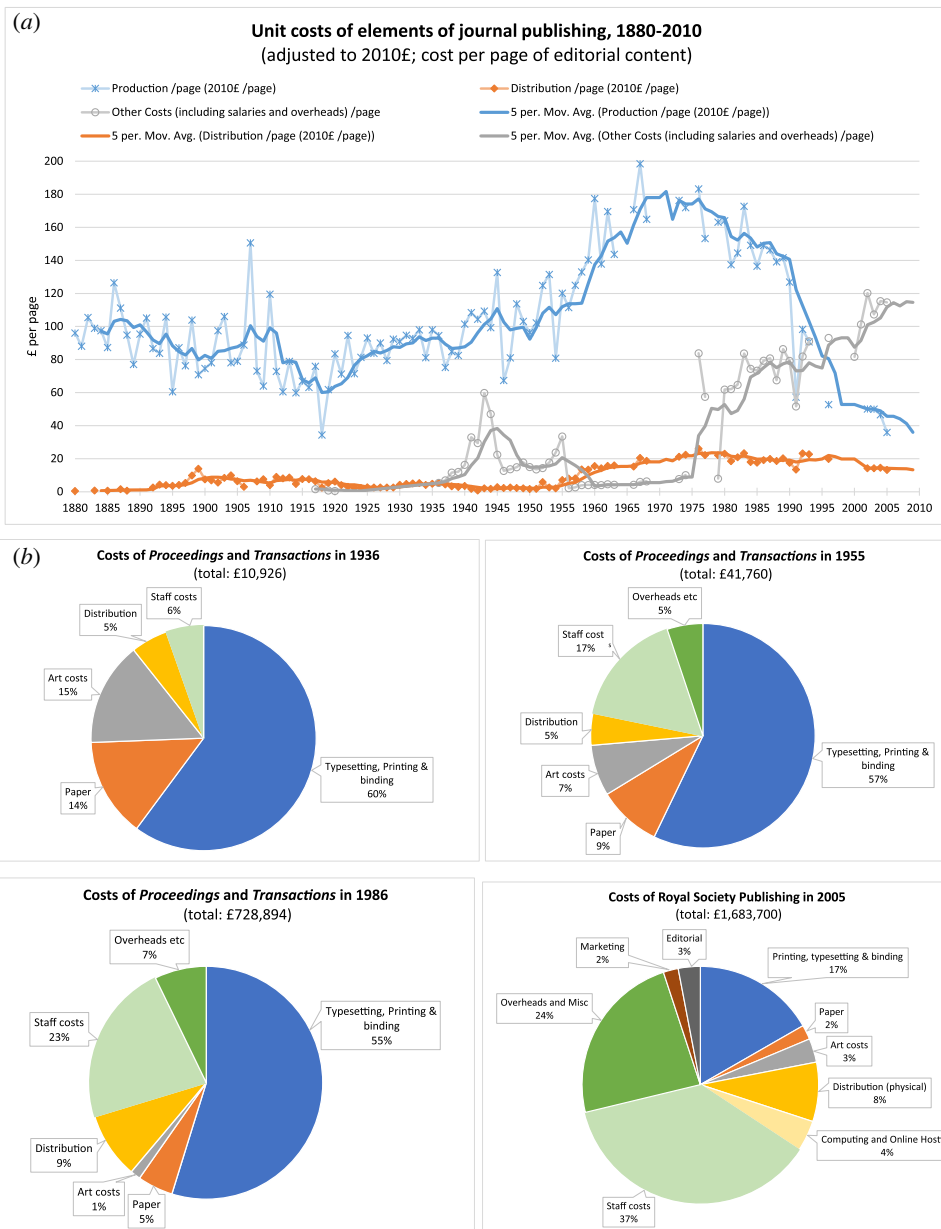 (a)
Unit costs of elements of journal publishing, 1880-2010
(adjusted to 2010£; cost per page of editorial content)
Production /page (2010£ /page)
Distribution /page (2010£ /page)
Other Costs (including salaries and overheads) /page
5 per. Mov. Avg. (Production /page (2010£ /page))
5 per. Mov. Avg. (Distribution /page (2010£ /page))
5 per. Mov. Avg. (Other Costs (including salaries and overheads) /page)
£ per page
200
180
160
140
120
100
80
60
40
20
0
1880 1885 1890 1895 1900 1905 1910 1915 1920 1925 1930 1935 1940 1945 1950 1955 1960 1965 1970 1975 1980 1985 1990 1995 2000 2005 2010
(b)
Costs of Proceedings and Transactions in 1936
(total: £10,926)
Staff costs
6%
Distribution
5%
Art costs
15%
Paper
14%
Typesetting, Printing &
binding
60%
Costs of Proceedings and Transactions in 1955
(total: £41,760)
Overheads etc
5%
Staff cost s
17%
Distribution
5%
Art costs
7%
Paper
9%
Typesetting, Printing &
binding
57%
Costs of Proceedings and Transactions in 1986
(total: £728,894)
Overheads etc
7%
Staff costs
23%
Distribution
9%
Art costs
1%
Paper
5%
Typesetting, Printing &
binding
55%
Costs of Royal Society Publishing in 2005
(total: £1,683,700)
Editorial
3%
Marketing
2%
Printing, typesetting & binding
17%
Overheads and Misc
24%
Paper
2%
Art costs
3%
Distribution (physical)
8%
Computing and Online Host
4%
Staff costs
37%